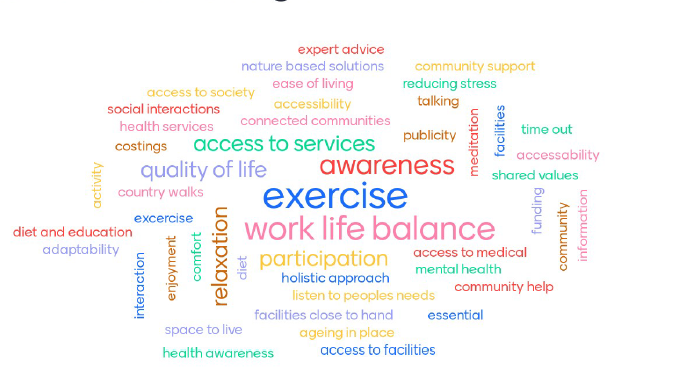 expert advice
nature based solutions
community support
ease of living
reducing stress
access to society
accessibility
talking
social interactions
connected communities
meditation
facilities
health services
publicity
time out
costings
access to services
awareness
accessability
activity
quality of life
shared values
country walks
exercise
funding
information
excercise
work life balance
community
diet and education
relaxation
adaptability
interaction
enjoyment
comfort
diet
participation
access to medical
holistic approach
mental health
listen to peoples needs
community help
facilities close to hand
essential
space to live
ageing in place
health awareness
access to facilities